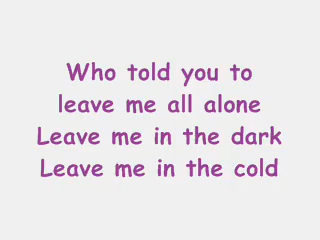 Who told you to
leave me all alone
Leave me in the dark
Leave me in the cold